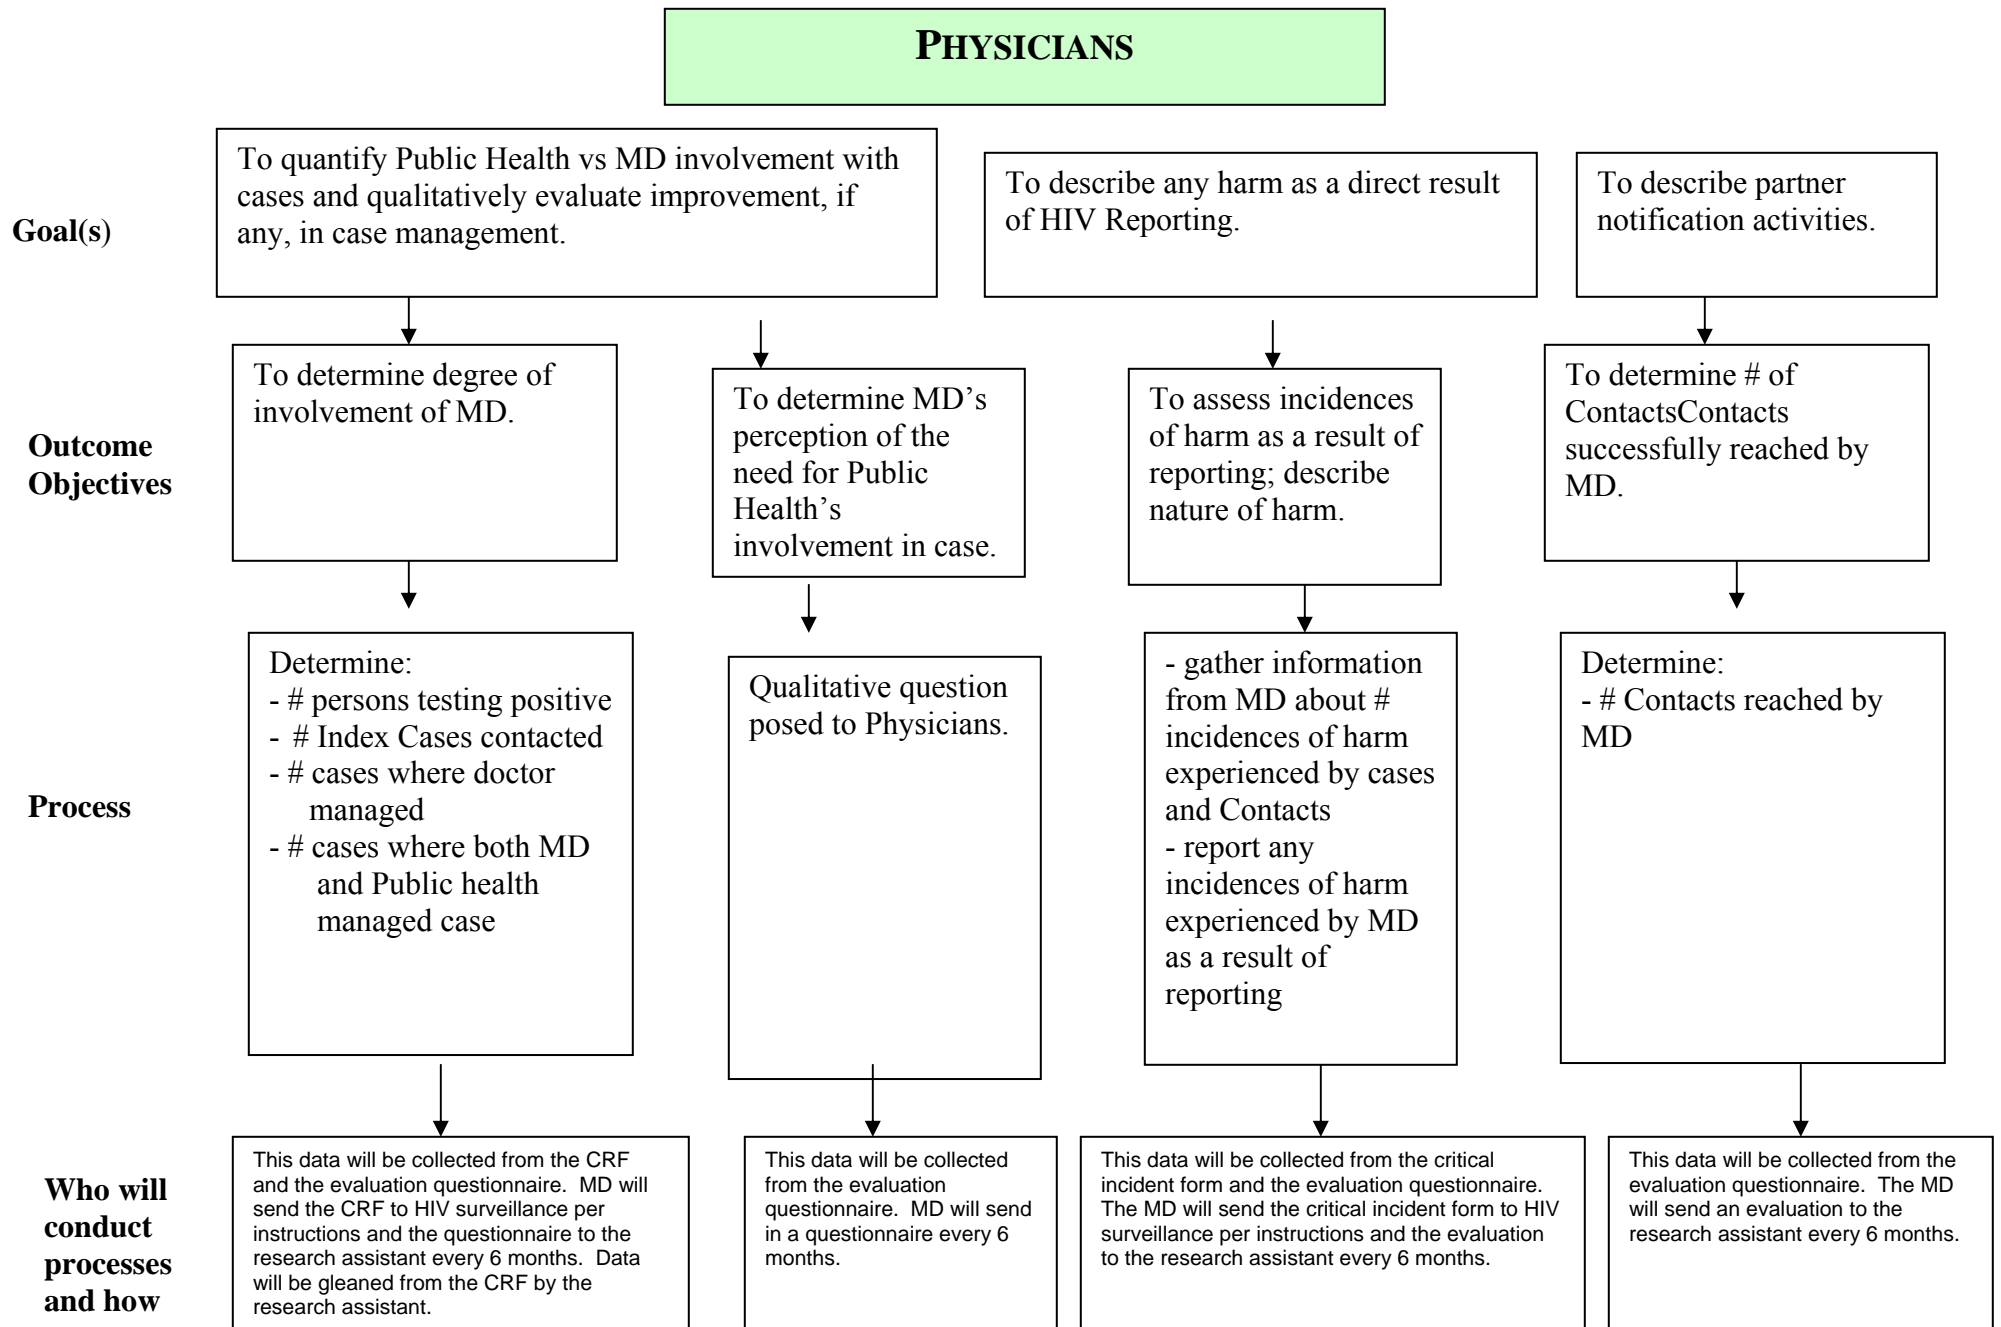 PHYSICIANS
Goal(s)
To quantify Public Health vs MD involvement with
cases and qualitatively evaluate improvement, if
any, in case management.
To describe any harm as a direct result
of HIV Reporting.
To describe partner
notification activities.
Outcome
Objectives
To determine degree of
involvement of MD.
To determine MD’s
perception of the
need for Public
Health’s
involvement in case.
To assess incidences
of harm as a result of
reporting; describe
nature of harm.
To determine # of
ContactsContacts
successfully reached by
MD.
Process
Determine:
- # persons testing positive
- # Index Cases contacted
- # cases where doctor
managed
- # cases where both MD
and Public health
managed case
Qualitative question
posed to Physicians.
- gather information
from MD about #
incidences of harm
experienced by cases
and Contacts
- report any
incidences of harm
experienced by MD
as a result of
reporting
Determine:
- # Contacts reached by
MD
Who will
conduct
processes
and how
This data will be collected from the CRF
and the evaluation questionnaire.  MD will
send the CRF to HIV surveillance per
instructions and the questionnaire to the
research assistant every 6 months.  Data
will be gleaned from the CRF by the
research assistant.
This data will be collected
from the evaluation
questionnaire.  MD will send
in a questionnaire every 6
months.
This data will be collected from the critical
incident form and the evaluation questionnaire.
The MD will send the critical incident form to HIV
surveillance per instructions and the evaluation
to the research assistant every 6 months.
This data will be collected from the
evaluation questionnaire.  The MD
will send an evaluation to the
research assistant every 6 months.